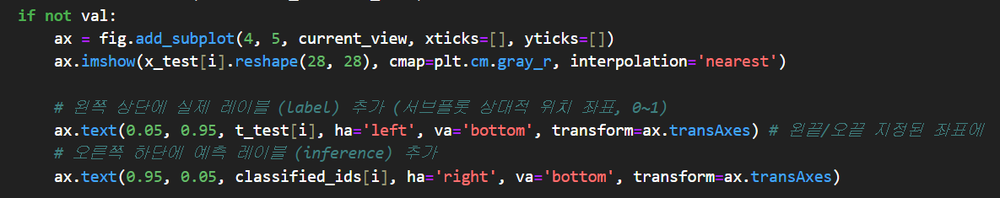 if not val:
    ax = fig.add_subplot(4, 5, current_view, xticks=[], yticks=[])
    ax.imshow(x_test[i].reshape(28, 28), cmap=plt.cm.gray_r, interpolation='nearest')

    # 왼쪽 상단에 실제 레이블 (label) 추가 (서브플롯 상대적 위치 좌표, 0~1)
    ax.text(0.05, 0.95, t_test[i], ha='left', va='bottom', transform=ax.transAxes) # 왼끝/오끝 지정된 좌표에
    # 오른쪽 하단에 예측 레이블 (inference) 추가
    ax.text(0.95, 0.05, classified_ids[i], ha='right', va='bottom', transform=ax.transAxes)